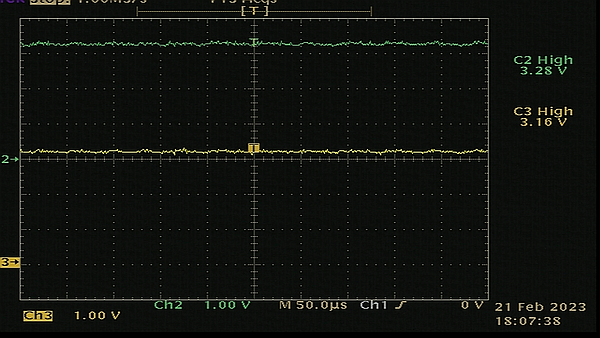 [T]
C2 High
3.28 V
C3 High
3.16 V
T
2
3
Ch2 1.00 V M 50.0µs Ch1 0 V
Ch3 1.00 V
21 Feb 2023
18:07:38